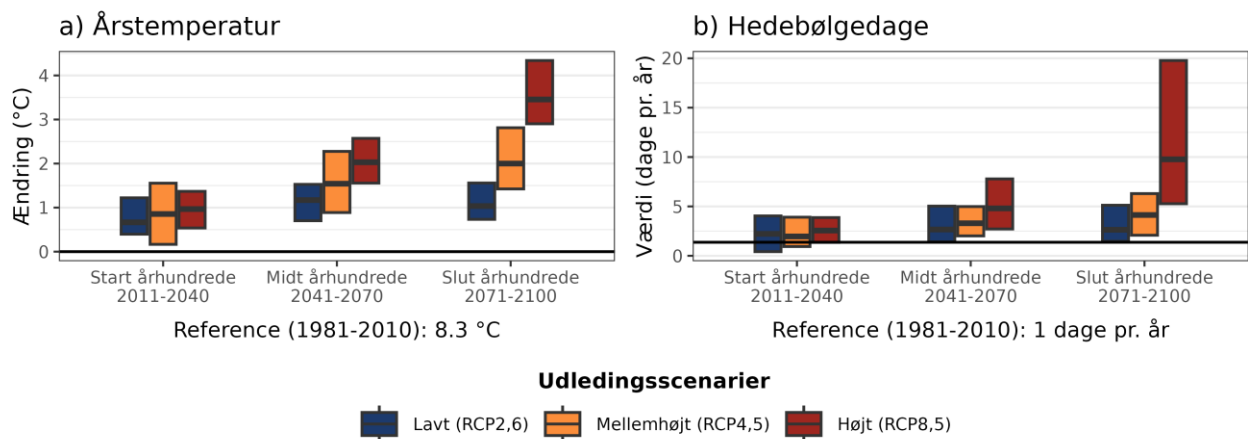 a) Årstemperatur
Ændring (°C)
4
3
2
1
0
Start århundrede
2011-2040
Midt århundrede
2041-2070
Slut århundrede
2071-2100
Reference (1981-2010): 8.3 °C
b) Hedebølgedage
Værdi (dage pr. år)
20
15
10
5
0
Start århundrede
2011-2040
Midt århundrede
2041-2070
Slut århundrede
2071-2100
Reference (1981-2010): 1 dage pr. år
Udledingsscenarier
Lavt (RCP2,6)
Mellemhøjt (RCP4,5)
Højt (RCP8,5)